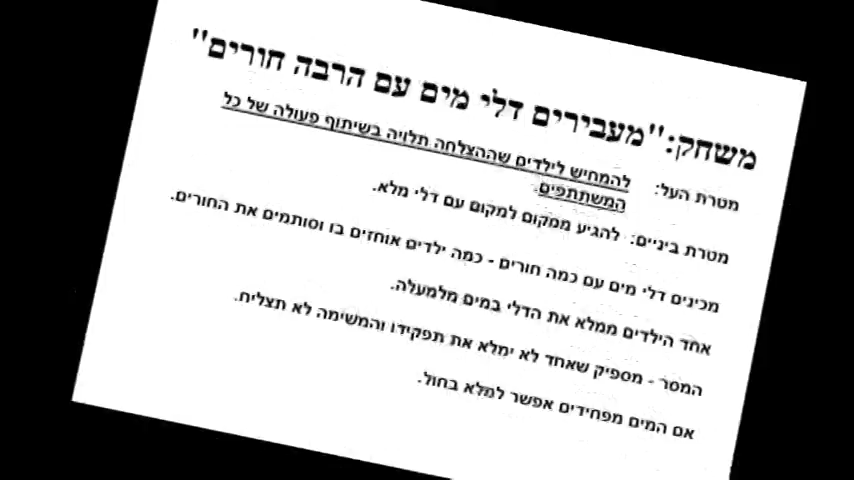 משחק:"מעבירים דלי מים עם הרבה חורים"
מטרת העל: להמחיש לילדים שההצלחה תלויה בשיתוף פעולה של כל
המשתתפים.
מטרת ביניים: להגיע ממקום למקום עם דלי מלא.
מכינים דלי מים עם כמה חורים - כמה ילדים אוחזים בו וסותמים את החורים.
אחד הילדים ממלא את הדלי במים מלמעלה.
המסר - מספיק שאחד לא ימלא את תפקידו והמשימה לא תצליח.
אם המים מפחידים אפשר למלא בחול.